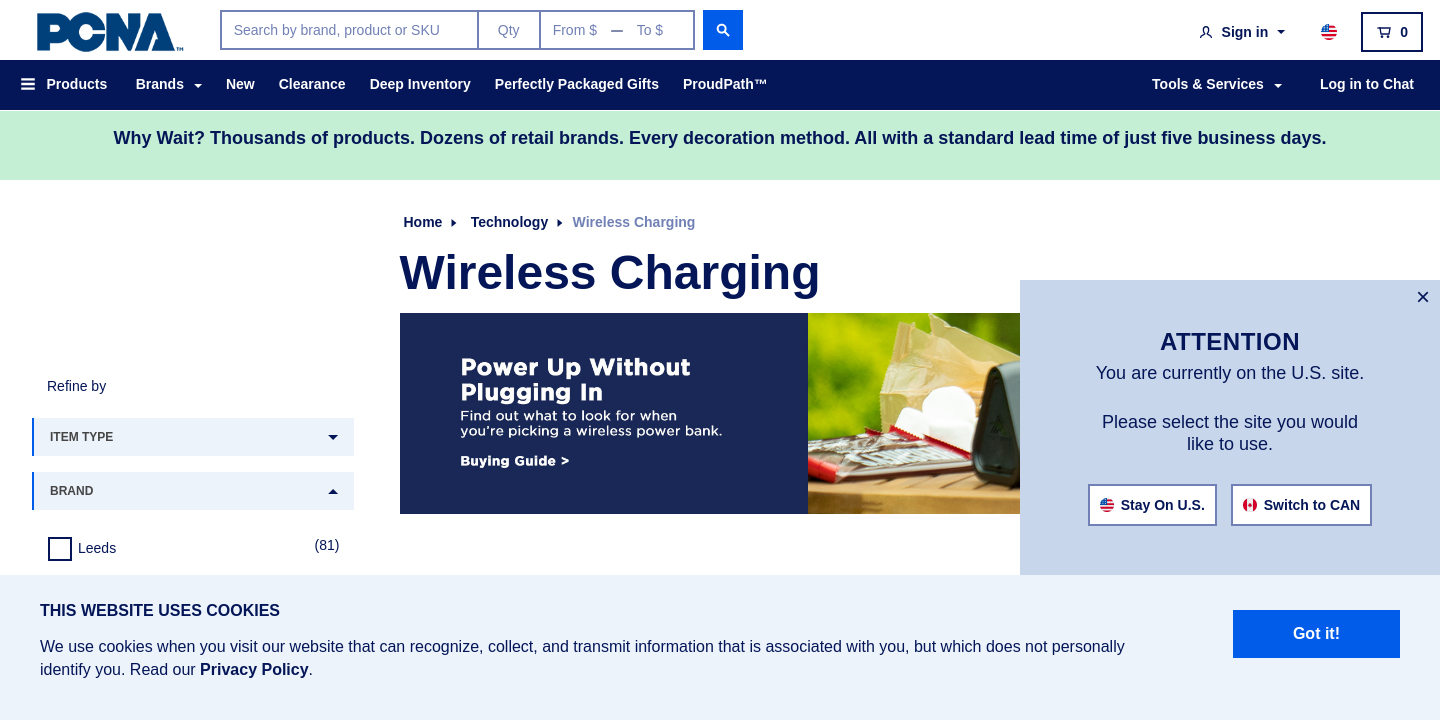 PCNA™
Search by brand, product or SKU
Qty
From $ — To $
Sign in
0
Products
Brands
New
Clearance
Deep Inventory
Perfectly Packaged Gifts
ProudPath™
Tools & Services
Log in to Chat
Why Wait? Thousands of products. Dozens of retail brands. Every decoration method. All with a standard lead time of just five business days.
Home
Technology
Wireless Charging
Wireless Charging
Power Up Without
Plugging In
Find out what to look for when
you're picking a wireless power bank.
Buying Guide >
Refine by
ITEM TYPE
BRAND
Leeds
(81)
×
ATTENTION
You are currently on the U.S. site.
Please select the site you would
like to use.
Stay On U.S.
Switch to CAN
THIS WEBSITE USES COOKIES
We use cookies when you visit our website that can recognize, collect, and transmit information that is associated with you, but which does not personally
identify you. Read our Privacy Policy.
Got it!